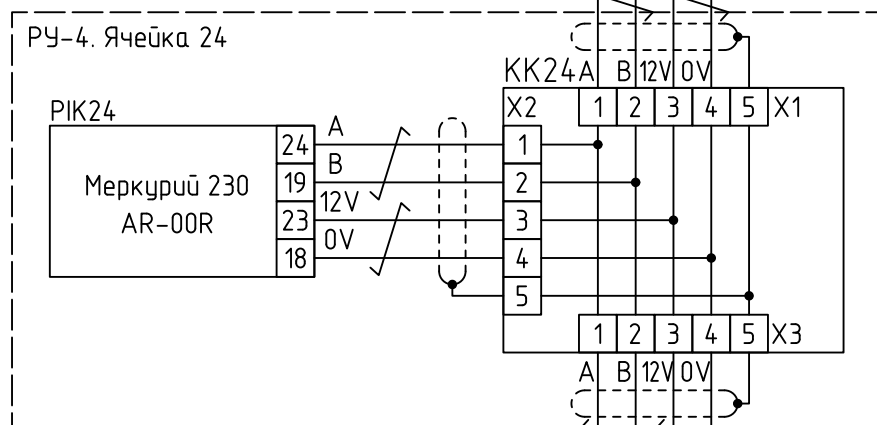 РУ-4. Ячейка 24
KK24 A B 12V 0V
PIK24
X2 1 2 3 4 5 X1
24 A 1
Меркурий 230 19 B 2
AR-00R 23 12V 3
18 0V 4
5
1 2 3 4 5 X3
A B 12V 0V